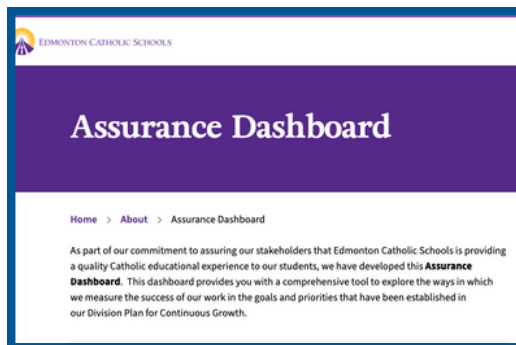 EDMONTON CATHOLIC SCHOOLS
Assurance Dashboard
Home > About > Assurance Dashboard
As part of our commitment to assuring our stakeholders that Edmonton Catholic Schools is providing
a quality Catholic educational experience to our students, we have developed this Assurance
Dashboard. This dashboard provides you with a comprehensive tool to explore the ways in which
we measure the success of our work in the goals and priorities that have been established in
our Division Plan for Continuous Growth.